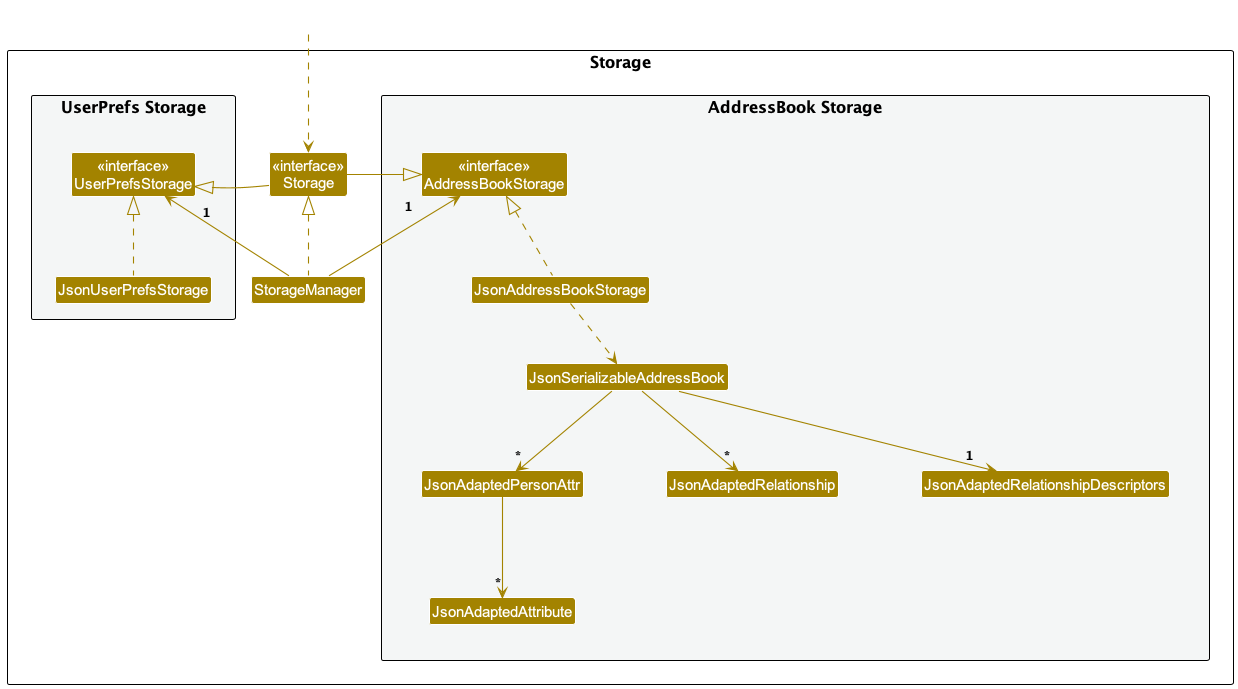 Storage
UserPrefs Storage
AddressBook Storage
«interface»
UserPrefsStorage
«interface»
Storage
«interface»
AddressBookStorage
1
1
JsonUserPrefsStorage
StorageManager
JsonAddressBookStorage
JsonSerializableAddressBook
*
*
1
JsonAdaptedPersonAttr
JsonAdaptedRelationship
JsonAdaptedRelationshipDescriptors
*
JsonAdaptedAttribute